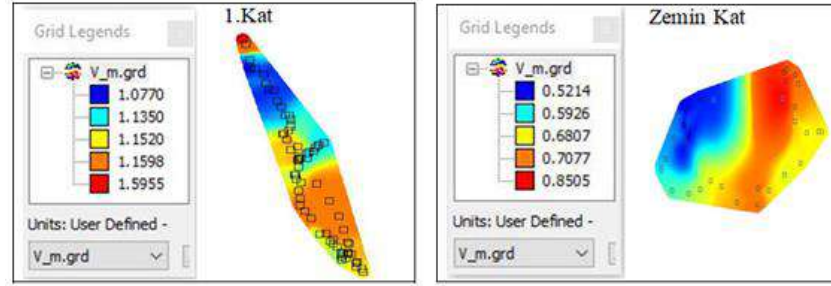 Grid Legends
1.Kat
V_m.grd
1.0770
1.1350
1.1520
1.1598
1.5955
Units: User Defined -
V_m.grd
Grid Legends
Zemin Kat
V_m.grd
0.5214
0.5926
0.6807
0.7077
0.8505
Units: User Defined -
V_m.grd